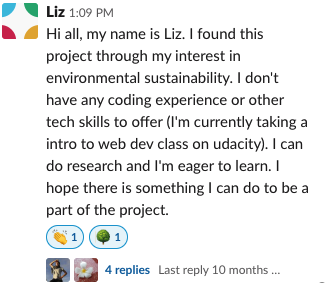 Liz 1:09 PM
Hi all, my name is Liz. I found this
project through my interest in
environmental sustainability. I don't
have any coding experience or other
tech skills to offer (I'm currently taking a
intro to web dev class on udacity). I can
do research and I'm eager to learn. I
hope there is something I can do to be a
part of the project.
1 1
4 replies Last reply 10 months ...